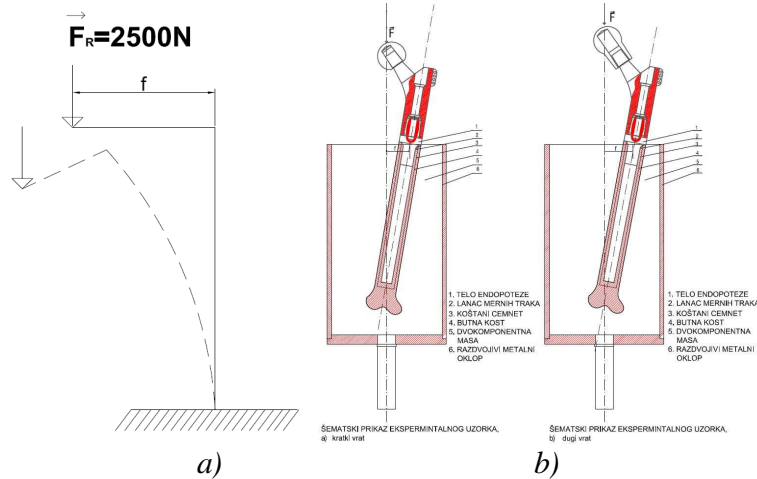 F_R=2500N
f
F
1
2
3
4
5
6
f
1. TELO ENDOPOTEZE
2. LANAC MERNIH TRAKA
3. KOŠTANI CEMNET
4. BUTNA KOST
5. DVOKOMPONENTNA
MASA
6. RAZDVOJIVI METALNI
OKLOP
ŠEMATSKI PRIKAZ EKSPERMINTALNOG UZORKA,
a) kratki vrat
F
1
2
3
4
5
6
f
1. TELO ENDOPOTEZE
2. LANAC MERNIH TRAKA
3. KOŠTANI CEMNET
4. BUTNA KOST
5. DVOKOMPONENTNA
MASA
6. RAZDVOJIVI METALNI
OKLOP
ŠEMATSKI PRIKAZ EKSPERMINTALNOG UZORKA,
b) dugi vrat
a)
b)